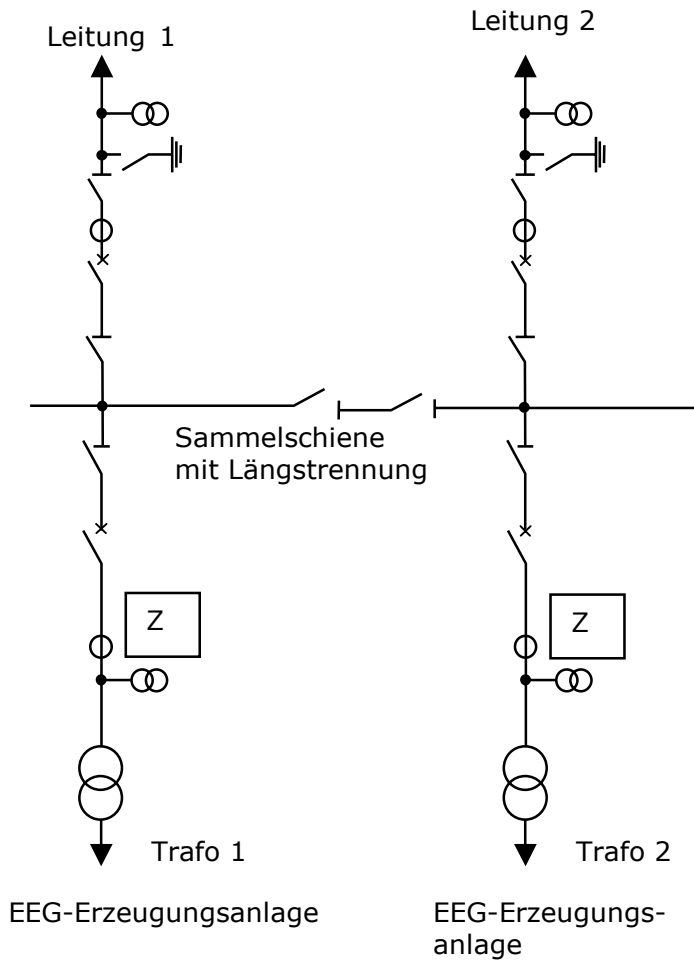 Leitung 1
Leitung 2
Sammelschiene
mit Längstrennung
Z
Z
Trafo 1
Trafo 2
EEG-Erzeugungsanlage
EEG-Erzeugungs-
anlage